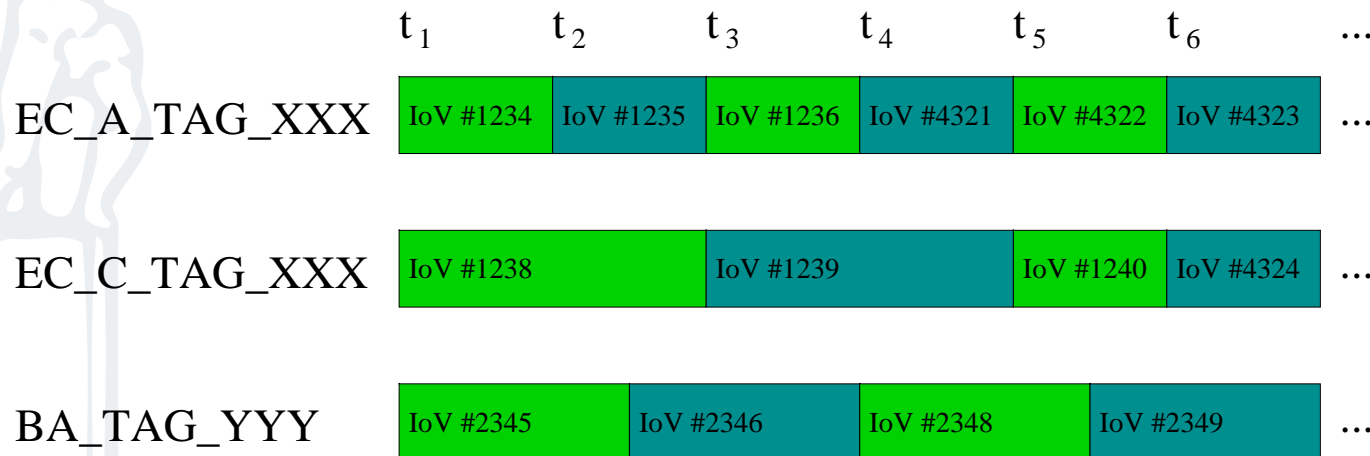 t1 t2 t3 t4 t5 t6 ...
EC_A_TAG_XXX IoV #1234 IoV #1235 IoV #1236 IoV #4321 IoV #4322 IoV #4323 ...
EC_C_TAG_XXX IoV #1238 IoV #1239 IoV #1240 IoV #4324 ...
BA_TAG_YYY IoV #2345 IoV #2346 IoV #2348 IoV #2349 ...